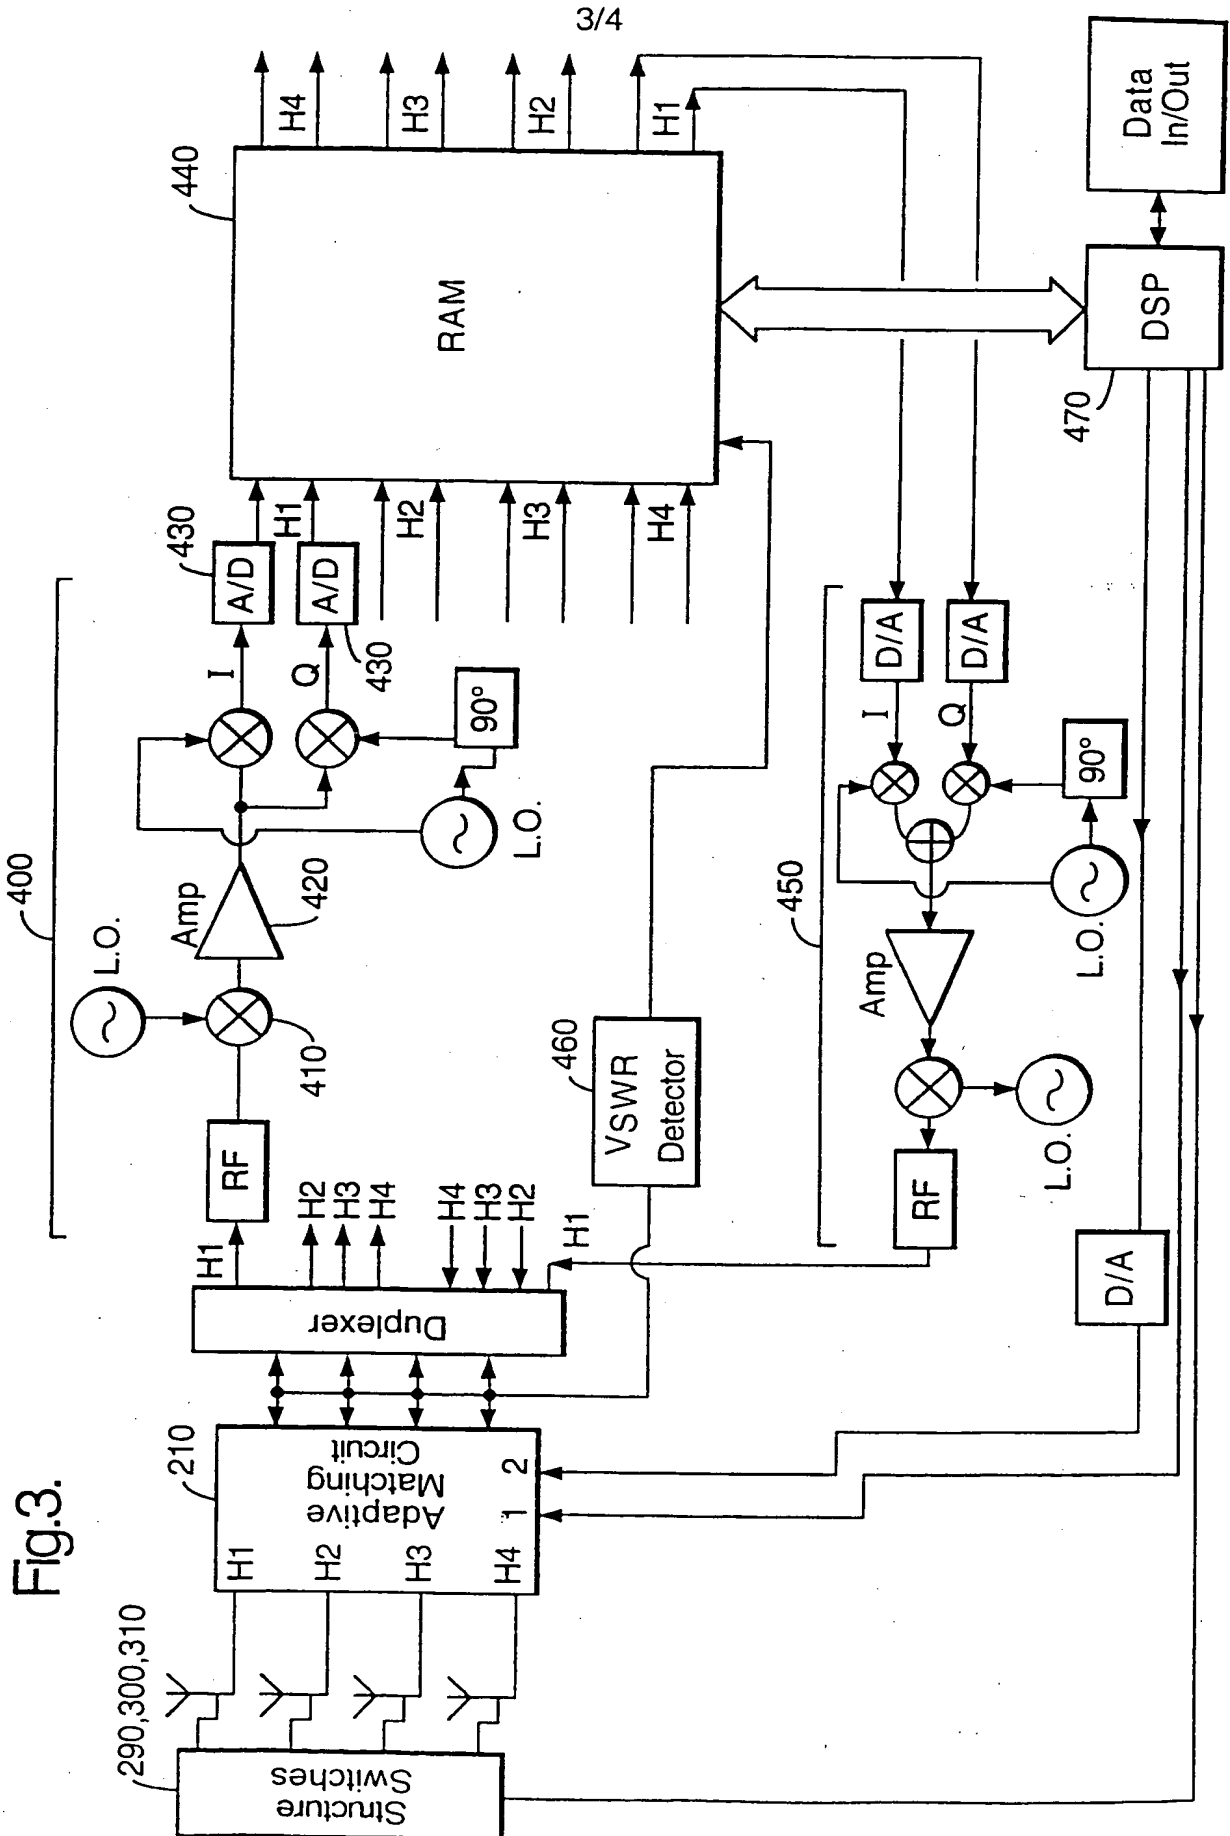 3/4
Fig.3.
400
L.O.
Amp
420
410
RF
H1
H2
H3
H4
H4
H3
H2
H1
Duplexer
I
Q
L.O.
90°
430
A/D
A/D
430
H1
H2
H3
H4
440
RAM
H4
H3
H2
H1
210
Adaptive
Matching
Circuit
H1
H2
H3
H4
1
2
290,300,310
Structure
Switches
460
VSWR
Detector
450
RF
L.O.
Amp
L.O.
90°
I
Q
D/A
D/A
D/A
470
DSP
Data
In/Out